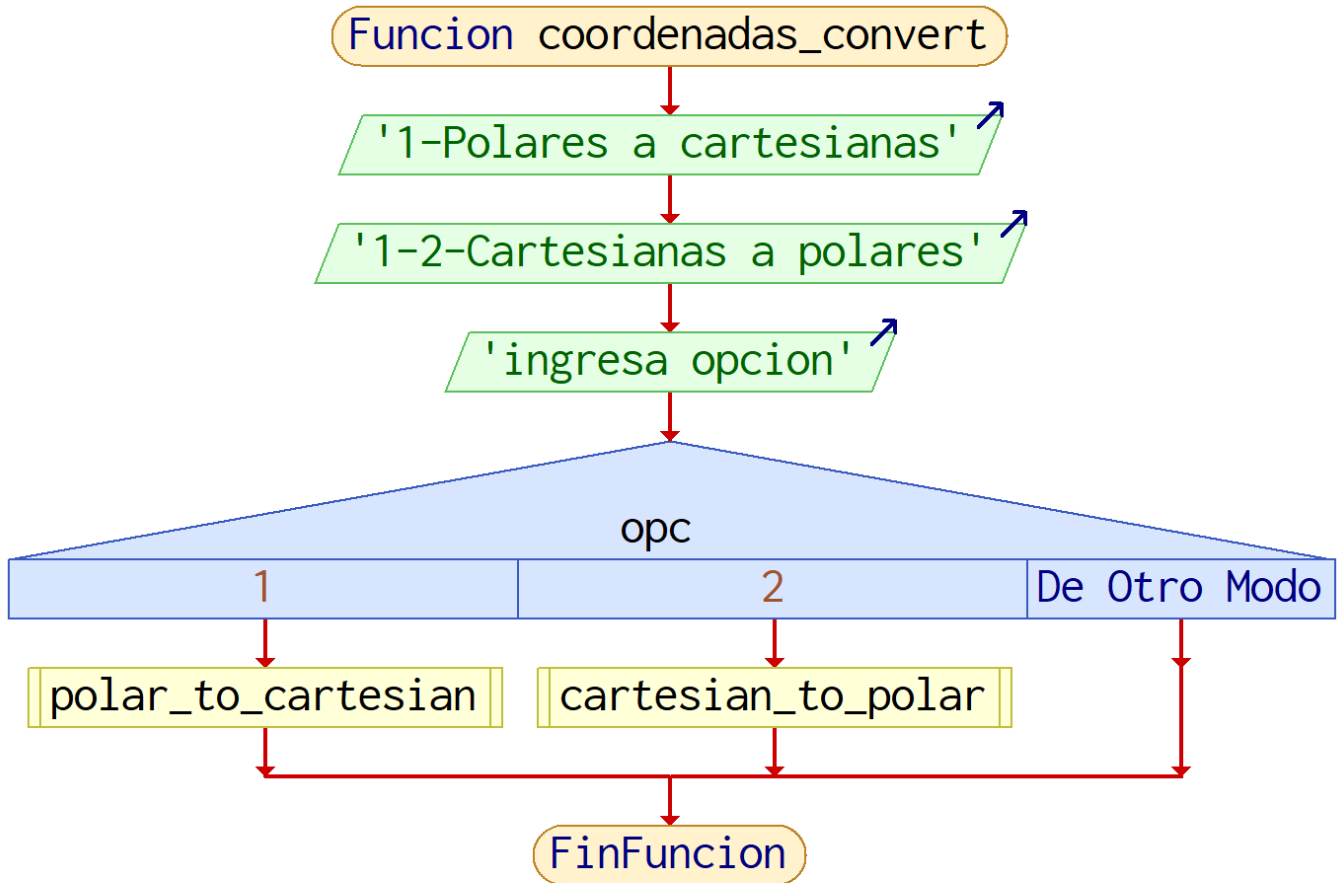 Funcion coordenadas_convert
'1-Polares a cartesianas'
'1-2-Cartesianas a polares'
'ingresa opcion'
opc
1 2 De Otro Modo
polar_to_cartesian cartesian_to_polar
FinFuncion